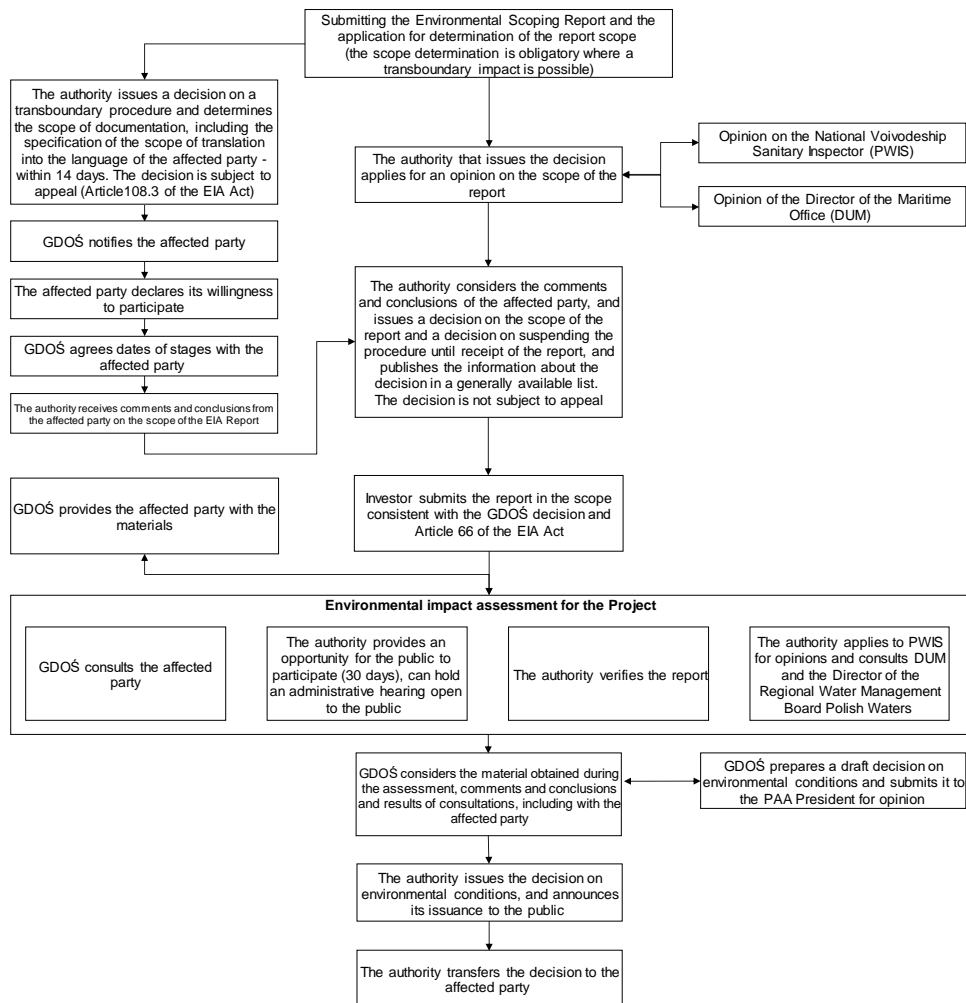 Submitting the Environmental Scoping Report and the
application for determination of the report scope
(the scope determination is obligatory where a
transboundary impact is possible)
The authority issues a decision on a
transboundary procedure and determines
the scope of documentation, including the
specification of the scope of translation
into the language of the affected party -
within 14 days. The decision is subject to
appeal (Article108.3 of the EIA Act)
The authority that issues the decision
applies for an opinion on the scope of the
report
Opinion on the National Voivodeship
Sanitary Inspector (PWIS)
Opinion of the Director of the Maritime
Office (DUM)
GDOŚ notifies the affected party
The affected party declares its willingness
to participate
GDOŚ agrees dates of stages with the
affected party
The authority receives comments and conclusions from
the affected party on the scope of the EIA Report
The authority considers the comments
and conclusions of the affected party, and
issues a decision on the scope of the
report and a decision on suspending the
procedure until receipt of the report, and
publishes the information about the
decision in a generally available list.
The decision is not subject to appeal
GDOŚ provides the affected party with the
materials
Investor submits the report in the scope
consistent with the GDOŚ decision and
Article 66 of the EIA Act
Environmental impact assessment for the Project
GDOŚ consults the affected
party
The authority provides an
opportunity for the public to
participate (30 days), can hold
an administrative hearing open
to the public
The authority verifies the report
The authority applies to PWIS
for opinions and consults DUM
and the Director of the
Regional Water Management
Board Polish Waters
GDOŚ considers the material obtained during
the assessment, comments and conclusions
and results of consultations, including with the
affected party
GDOŚ prepares a draft decision on
environmental conditions and submits it to
the PAA President for opinion
The authority issues the decision on
environmental conditions, and announces
its issuance to the public
The authority transfers the decision to the
affected party